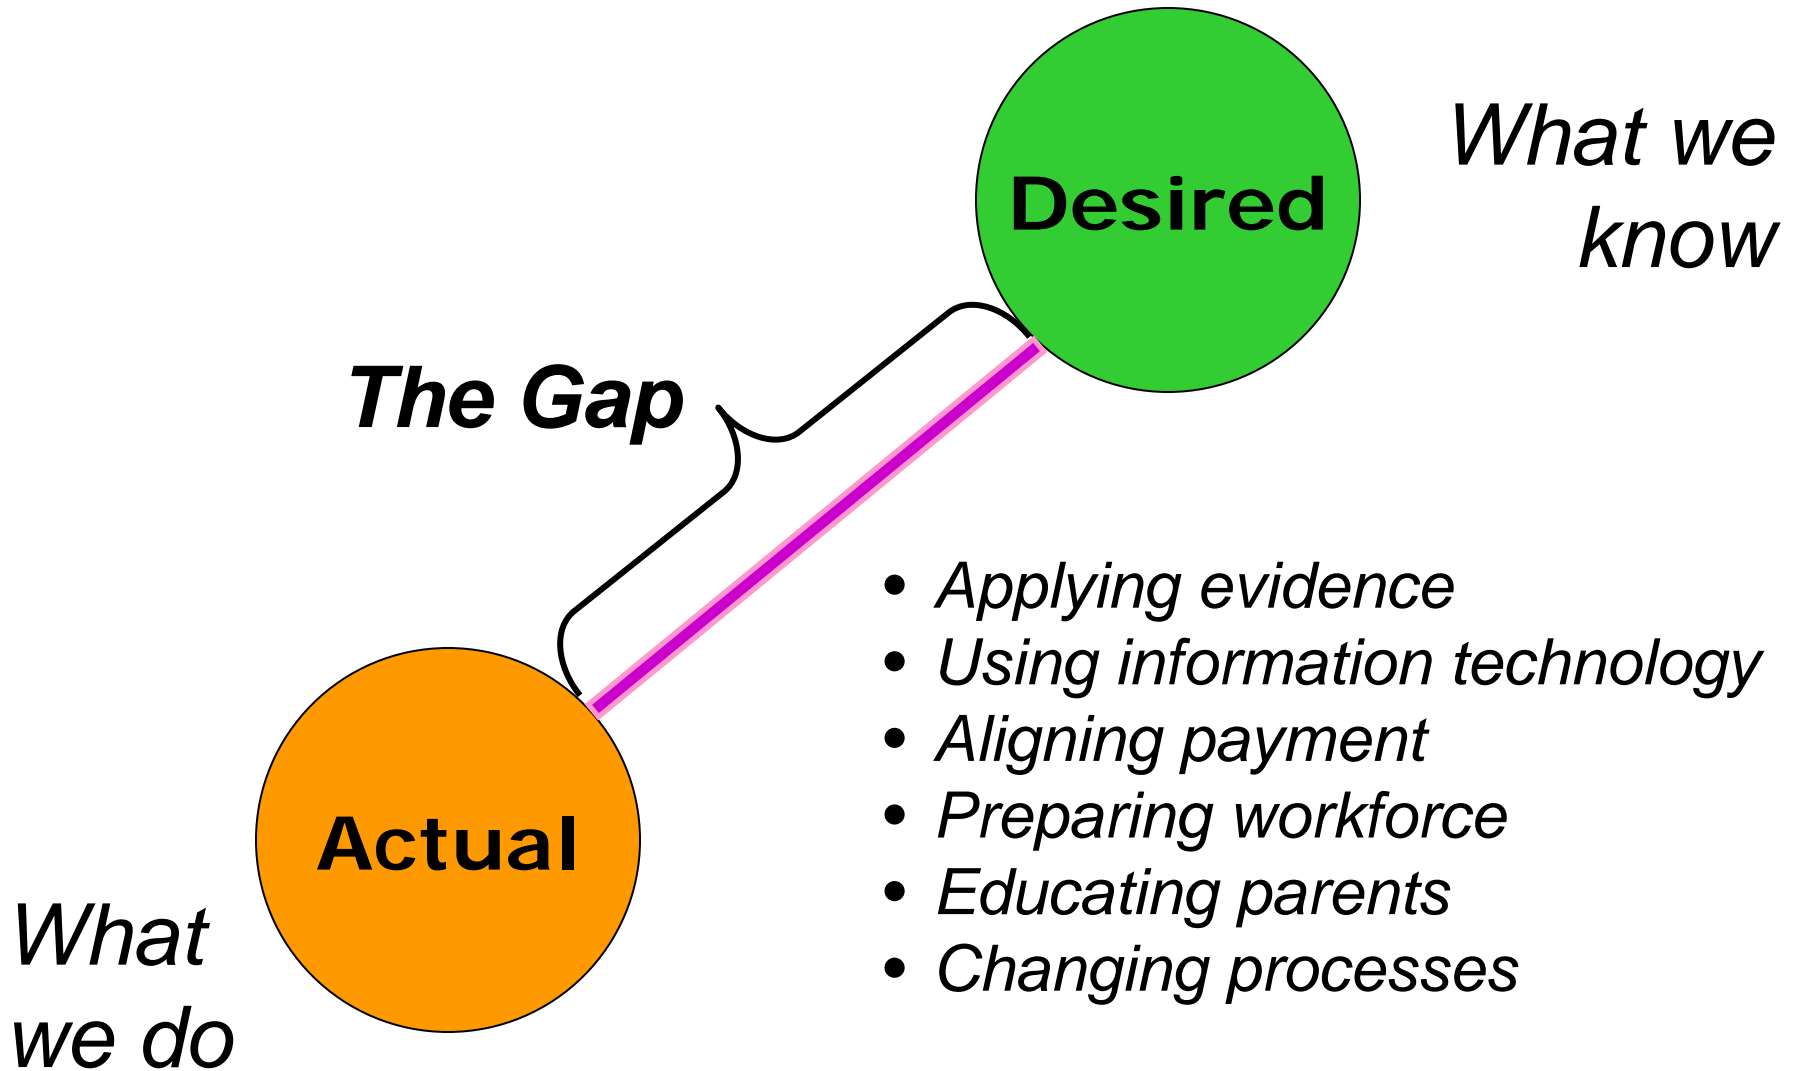 What we
know
Desired
The Gap
Actual
What
we do
• Applying evidence
• Using information technology
• Aligning payment
• Preparing workforce
• Educating parents
• Changing processes